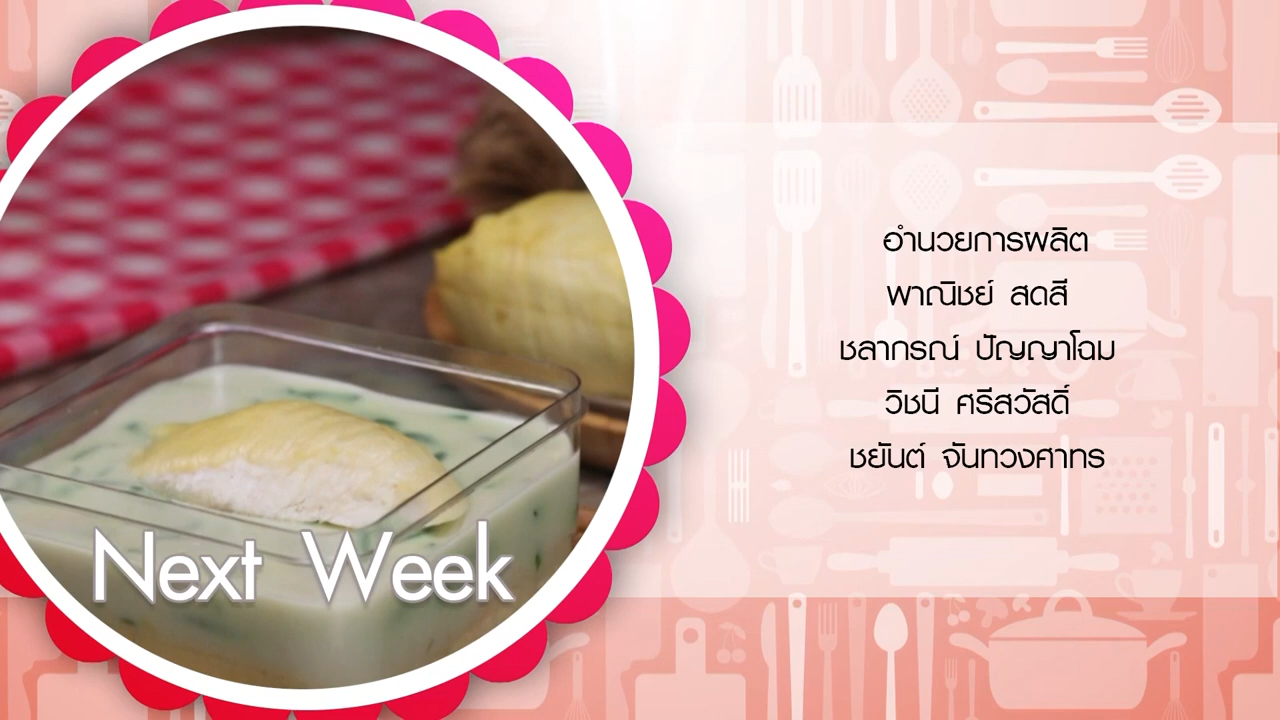 อำนวยการผลิต
พาณิชย์ สดสี
ชลากรณ์ ปัญญาโฉม
วิชนี ศรีสวัสดิ์
ชยันต์ จันทวงศาทร
Next Week